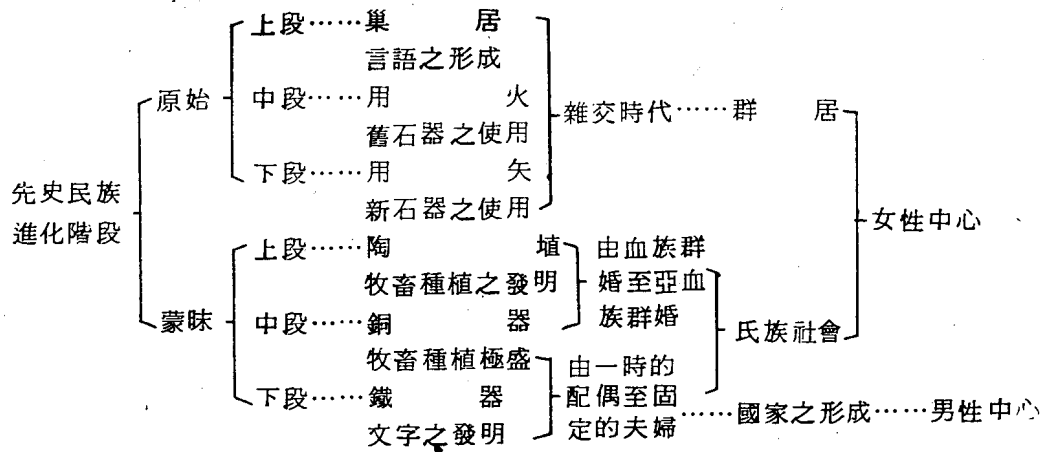 上段……巢居
言語之形成
原始 中段……用火 雜交時代……群居
舊石器之使用
下段……用矢
先史民族 新石器之使用
進化階段 女性中心
上段……陶埴 由血族群
牧畜種植之發明 婚至亞血
蒙昧 中段……銅器 族群婚 氏族社會
牧畜種植極盛 由一時的
下段……鐵器 配偶至固……國家之形成……男性中心
文字之發明 定的夫婦